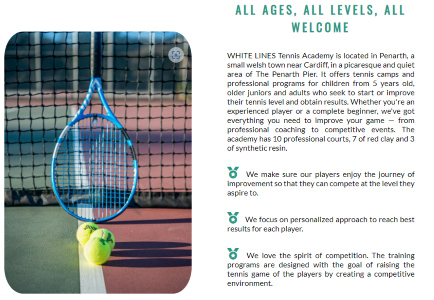 ALL AGES, ALL LEVELS, ALL
WELCOME
WHITE LINES Tennis Academy is located in Penarth, a
small welsh town near Cardiff, in a picaresque and quiet
area of The Penarth Pier. It offers tennis camps and
professional programs for children from 5 years old,
older juniors and adults who seek to start or improve
their tennis level and obtain results. Whether you're an
experienced player or a complete beginner, we've got
everything you need to improve your game — from
professional coaching to competitive events. The
academy has 10 professional courts, 7 of red clay and 3
of synthetic resin.
We make sure our players enjoy the journey of
improvement so that they can compete at the level they
aspire to.
We focus on personalized approach to reach best
results for each player.
We love the spirit of competition. The training
programs are designed with the goal of raising the
tennis game of the players by creating a competitive
environment.